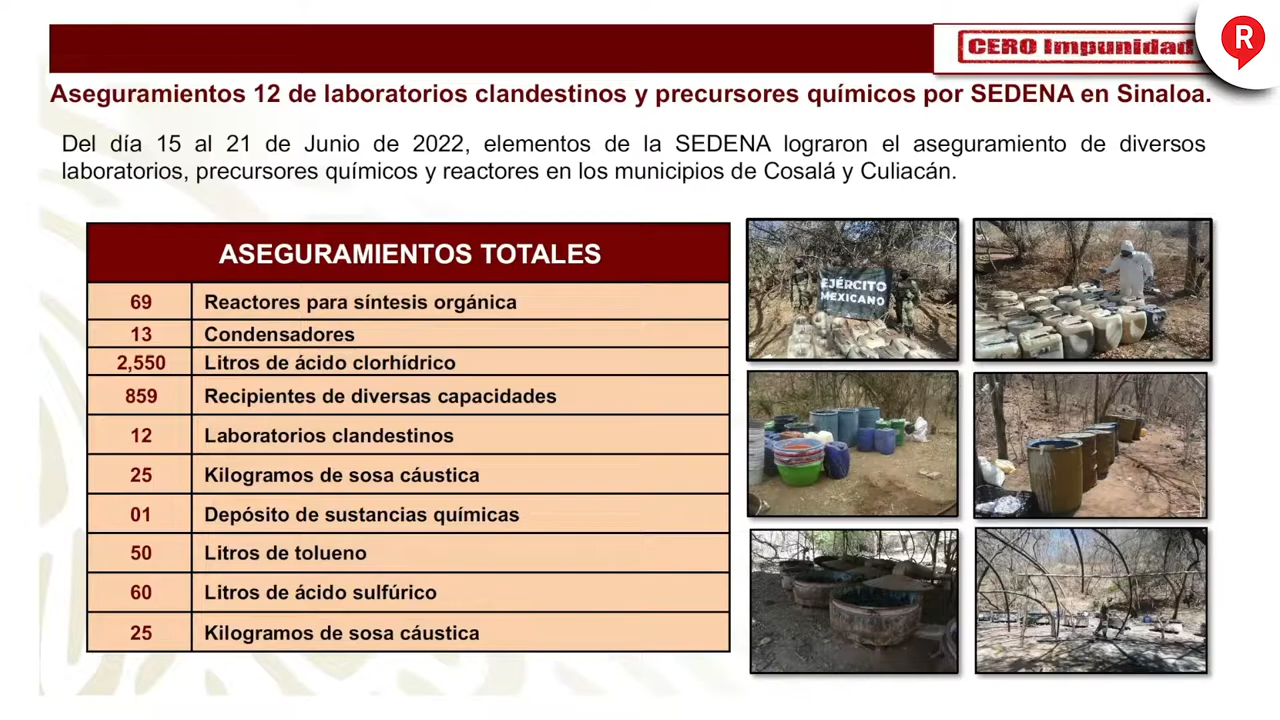 CERO Impunidad
R
Aseguramientos 12 de laboratorios clandestinos y precursores químicos por SEDENA en Sinaloa.
Del día 15 al 21 de Junio de 2022, elementos de la SEDENA lograron el aseguramiento de diversos
laboratorios, precursores químicos y reactores en los municipios de Cosalá y Culiacán.
ASEGURAMIENTOS TOTALES
69 Reactores para síntesis orgánica
13 Condensadores
2,550 Litros de ácido clorhídrico
859 Recipientes de diversas capacidades
12 Laboratorios clandestinos
25 Kilogramos de sosa cáustica
01 Depósito de sustancias químicas
50 Litros de tolueno
60 Litros de ácido sulfúrico
25 Kilogramos de sosa cáustica
EJÉRCITO
MEXICANO